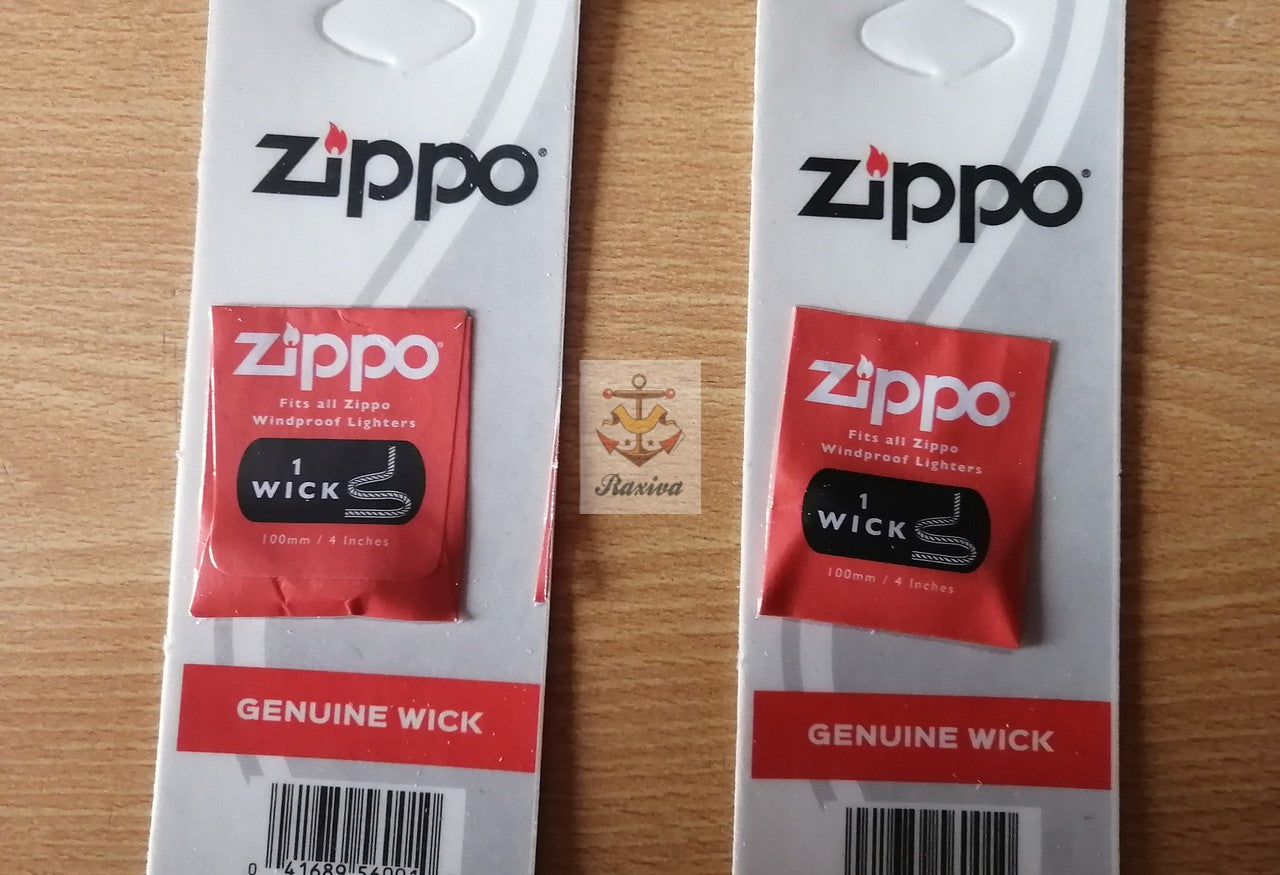 Zippo®
Zippo®
Fits all Zippo
Windproof Lighters
1
WICK
100mm / 4 Inches
GENUINE WICK
0 41689 56001
Raxiva
Zippo®
Zippo®
Fits all Zippo
Windproof Lighters
1
WICK
100mm / 4 Inches
GENUINE WICK